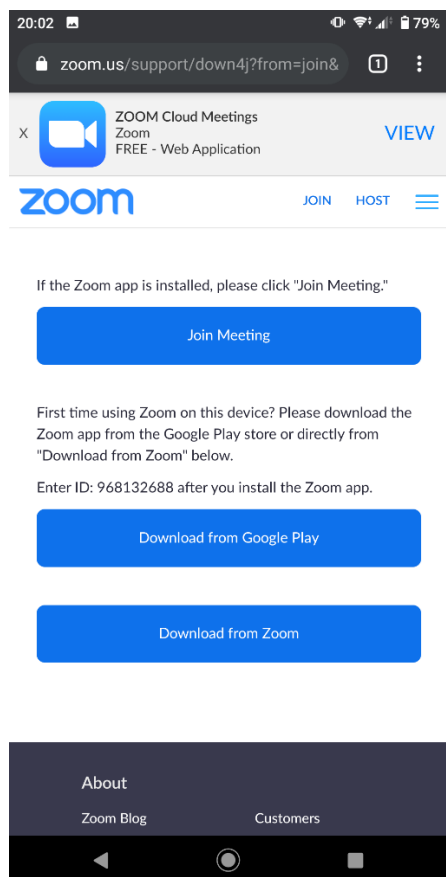 20:02
79%
zoom.us/support/down4j?from=join&
1
X
ZOOM Cloud Meetings
Zoom
FREE - Web Application
VIEW
zoom
JOIN
HOST
If the Zoom app is installed, please click "Join Meeting."
Join Meeting
First time using Zoom on this device? Please download the
Zoom app from the Google Play store or directly from
"Download from Zoom" below.
Enter ID: 968132688 after you install the Zoom app.
Download from Google Play
Download from Zoom
About
Zoom Blog
Customers